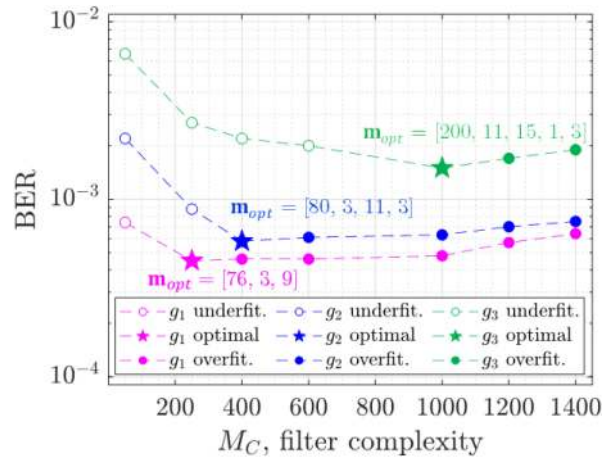 10⁻²
10⁻³
10⁻⁴
BER
m_opt = [200, 11, 15, 1, 3]
m_opt = [80, 3, 11, 3]
m_opt = [76, 3, 9]
g₁ underfit. g₂ underfit. g₃ underfit.
g₁ optimal g₂ optimal g₃ optimal
g₁ overfit. g₂ overfit. g₃ overfit.
200 400 600 800 1000 1200 1400
M_C, filter complexity